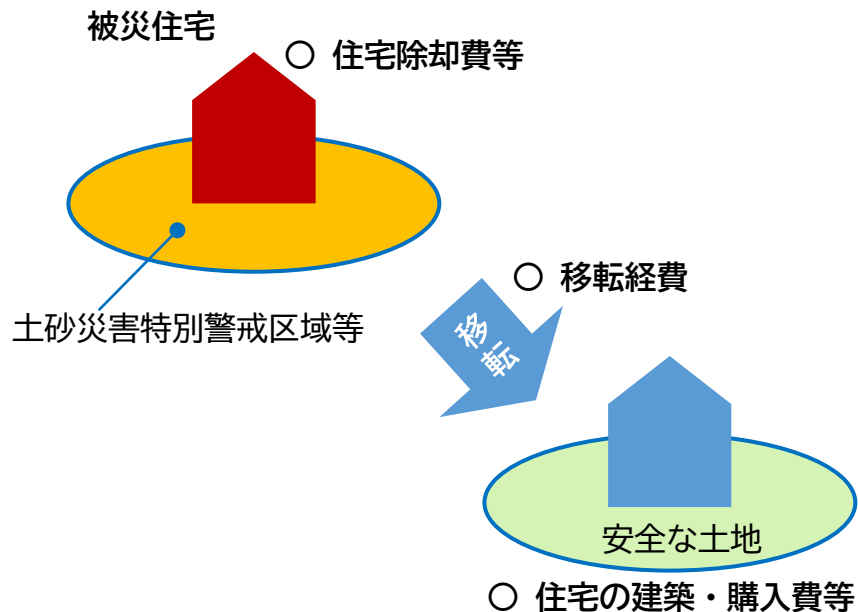 被災住宅
○ 住宅除却費等
土砂災害特別警戒区域等
○ 移転経費
移転
安全な土地
○ 住宅の建築・購入費等